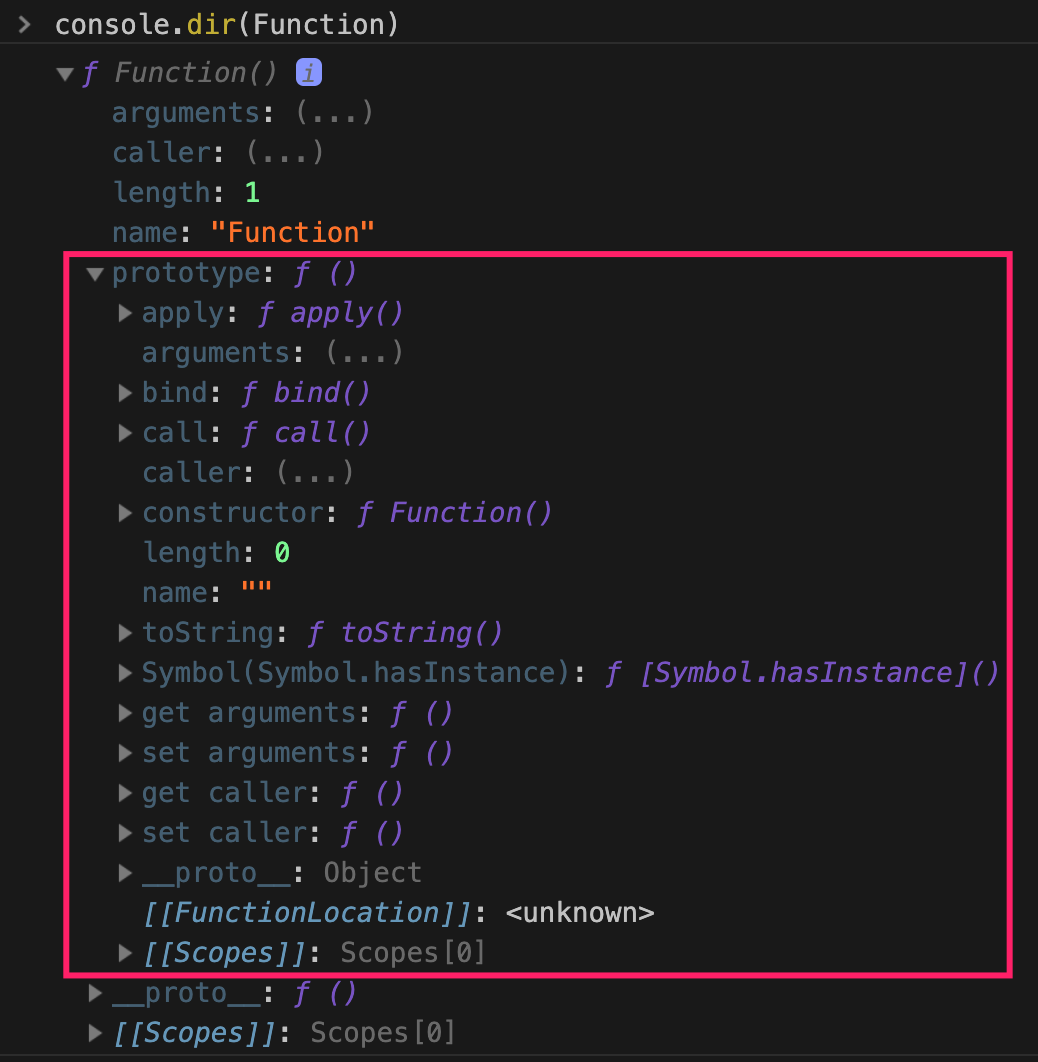 > console.dir(Function)
▼ƒ Function() i
arguments: (...)
caller: (...)
length: 1
name: "Function"
▼prototype: ƒ ()
▶apply: ƒ apply()
arguments: (...)
▶bind: ƒ bind()
▶call: ƒ call()
caller: (...)
▶constructor: ƒ Function()
length: 0
name: ""
▶toString: ƒ toString()
▶Symbol(Symbol.hasInstance): ƒ [Symbol.hasInstance]()
▶get arguments: ƒ ()
▶set arguments: ƒ ()
▶get caller: ƒ ()
▶set caller: ƒ ()
▶__proto__: Object
[[FunctionLocation]]: <unknown>
▶[[Scopes]]: Scopes[0]
▶__proto__: ƒ ()
▶[[Scopes]]: Scopes[0]